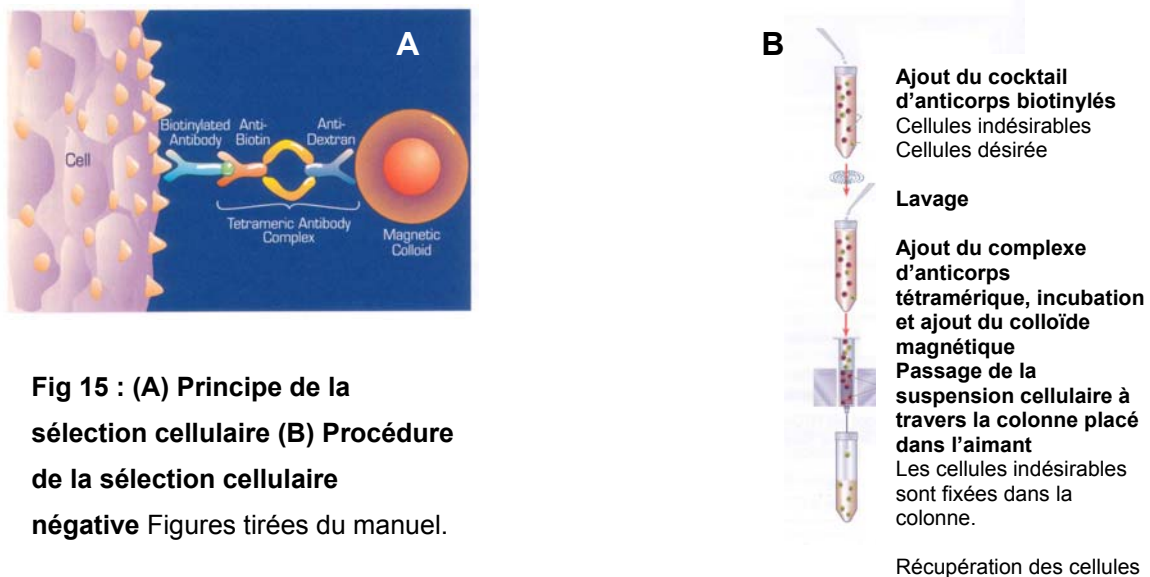 A
Cell
Biotinylated Antibody
Anti-Biotin
Anti-Dextran
Tetrameric Antibody
Complex
Magnetic
Colloid
Fig 15 : (A) Principe de la
sélection cellulaire (B) Procédure
de la sélection cellulaire
négative Figures tirées du manuel.
B
Ajout du cocktail
d’anticorps biotinylés
Cellules indésirables
Cellules désirée
Lavage
Ajout du complexe
d’anticorps
tétramérique, incubation
et ajout du colloïde
magnétique
Passage de la
suspension cellulaire à
travers la colonne placé
dans l’aimant
Les cellules indésirables
sont fixées dans la
colonne.
Récupération des cellules